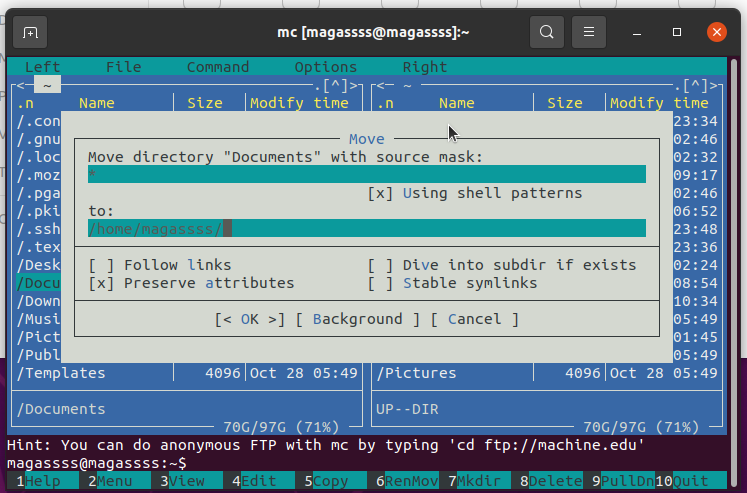 mc [magassss@magassss]:~
Left File Command Options Right
<─ ~ .[^]> <─ ~ .[^]>
.n Name Size Modify time .n Name Size Modify time
/.con 23:34
/.gnu 02:46
/.loc 02:32
/.moz 09:17
/.pga 02:46
/.pki 06:52
/.ssh 23:48
/.tex 23:36
/Desk 02:24
/Docu 08:54
/Down 10:34
/Musi 05:49
/Pict 01:45
/Publ 05:49
Move
Move directory "Documents" with source mask:
*
[x] Using shell patterns
to:
/home/magassss/
[ ] Follow links [ ] Dive into subdir if exists
[x] Preserve attributes [ ] Stable symlinks
[< OK >] [ Background ] [ Cancel ]
/Templates 4096 Oct 28 05:49 /Pictures 4096 Oct 28 05:49
/Documents UP--DIR
70G/97G (71%) 70G/97G (71%)
Hint: You can do anonymous FTP with mc by typing 'cd ftp://machine.edu'
magassss@magassss:~$
1Help 2Menu 3View 4Edit 5Copy 6RenMov 7Mkdir 8Delete 9PullDn 10Quit